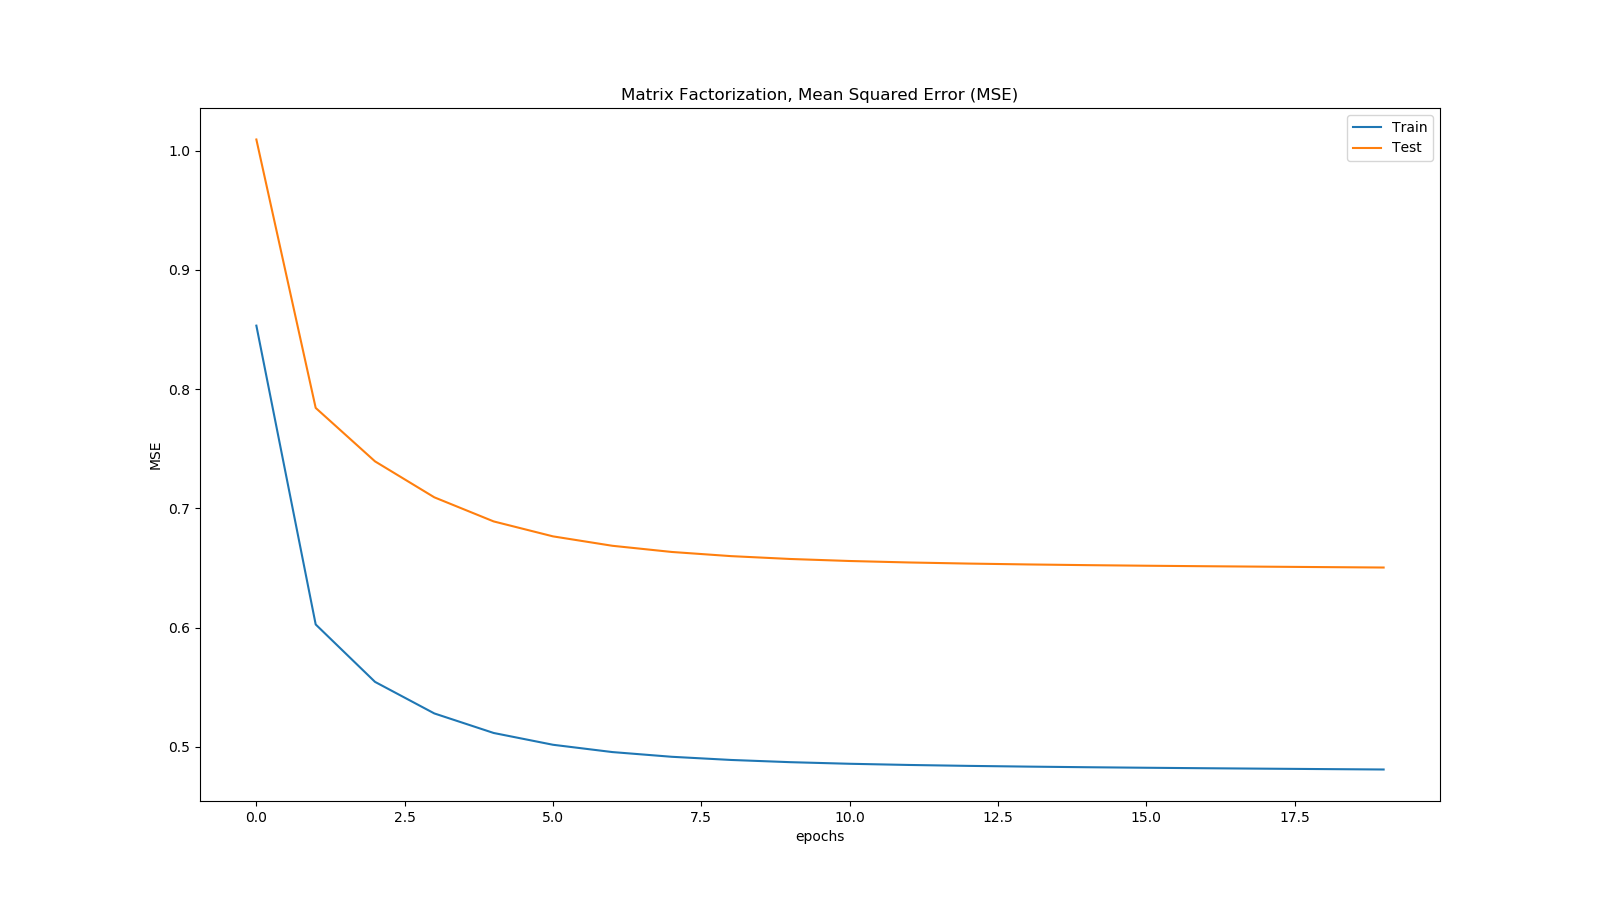 Matrix Factorization, Mean Squared Error (MSE)
Train
Test
1.0
0.9
0.8
0.7
0.6
0.5
MSE
0.0 2.5 5.0 7.5 10.0 12.5 15.0 17.5
epochs